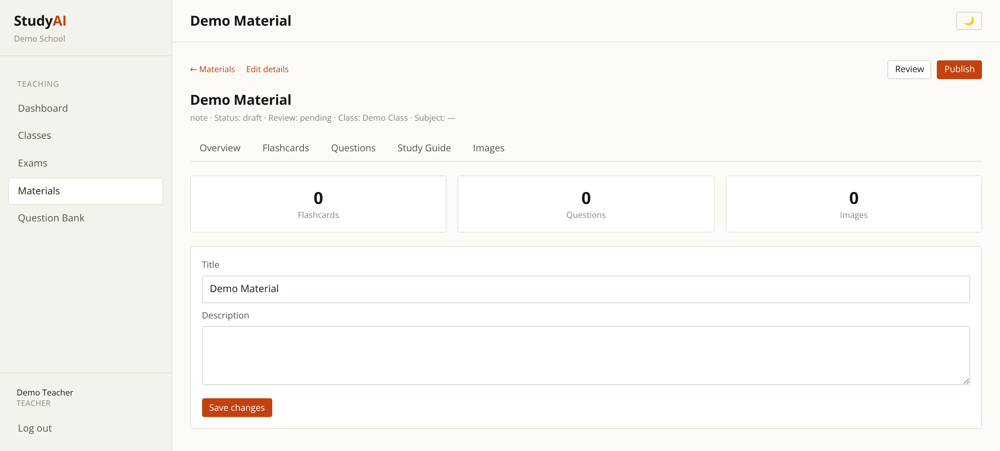 StudyAI
Demo School
TEACHING
Dashboard
Classes
Exams
Materials
Question Bank
Demo Teacher
TEACHER
Log out
Demo Material
← Materials Edit details
Review Publish
Demo Material
note · Status: draft · Review: pending · Class: Demo Class · Subject: —
Overview Flashcards Questions Study Guide Images
0
Flashcards
0
Questions
0
Images
Title
Demo Material
Description
Save changes